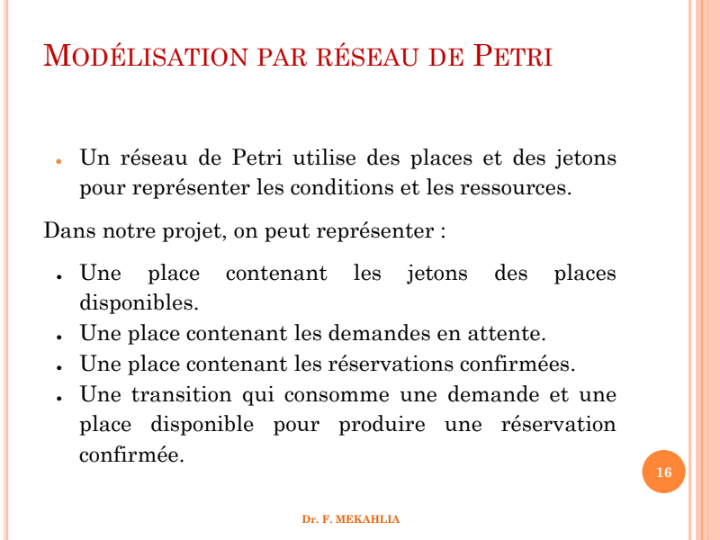 MODÉLISATION PAR RÉSEAU DE PETRI
• Un réseau de Petri utilise des places et des jetons
pour représenter les conditions et les ressources.
Dans notre projet, on peut représenter :
• Une place contenant les jetons des places
disponibles.
• Une place contenant les demandes en attente.
• Une place contenant les réservations confirmées.
• Une transition qui consomme une demande et une
place disponible pour produire une réservation
confirmée.
16
Dr. F. MEKAHLIA